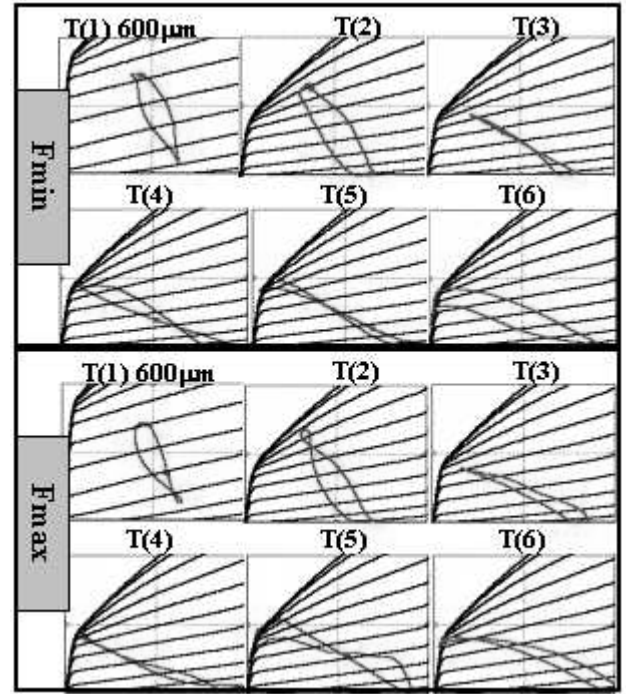 T(1) 600µm T(2) T(3)
Fmin
T(4) T(5) T(6)
T(1) 600µm T(2) T(3)
Fmax
T(4) T(5) T(6)